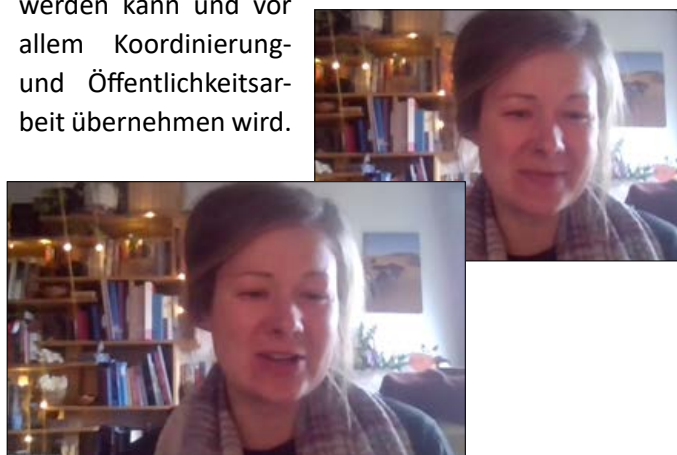 werden kann und vor
allem Koordinierung-
und Öffentlichkeitsar-
beit übernehmen wird.